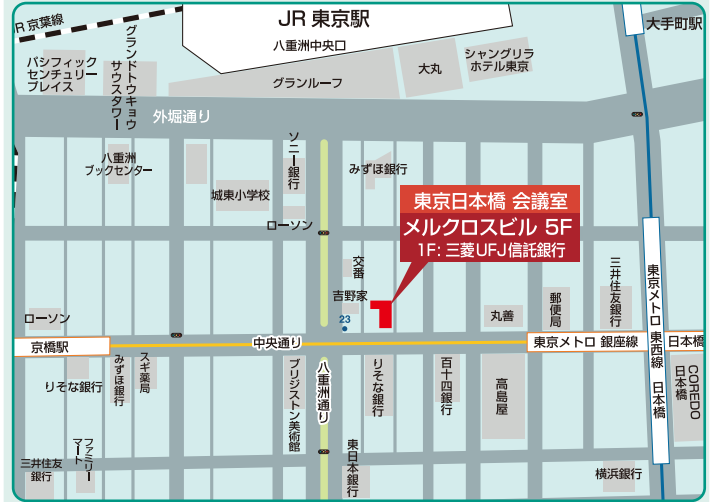 JR 東京駅
八重洲中央口
R 京葉線
大手町駅
グランドトウキョウ
サウスタワー
パシフィック
センチュリー
プレイス
グランルーフ
大丸
シャングリラ
ホテル東京
外堀通り
八重洲
ブックセンター
ソニー銀行
みずほ銀行
城東小学校
ローソン
東京日本橋 会議室
メルクロスビル 5F
1F: 三菱UFJ信託銀行
交番
吉野家
23
丸善
郵便局
三井住友銀行
東京メトロ 東西線 日本橋
ローソン
京橋駅
中央通り
東京メトロ 銀座線
日本橋
りそな銀行
みずほ銀行
スギ薬局
ブリジストン美術館
八重洲通り
りそな銀行
百十四銀行
高島屋
COREDO
日本橋
三井住友
銀行
ファミリー
マート
東日本銀行
横浜銀行